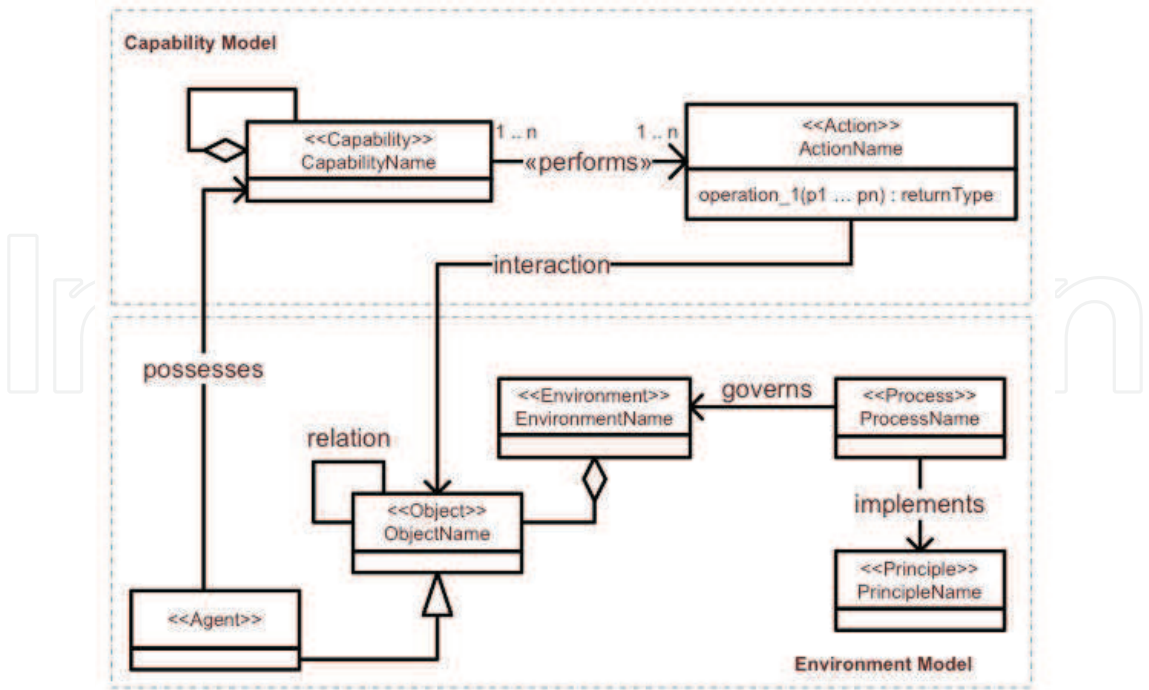 Capability Model
<<Capability>>
CapabilityName
1 .. n
1 .. n
«performs»
<<Action>>
ActionName
operation_1(p1 ... pn) : returnType
interaction
possesses
<<Environment>>
EnvironmentName
governs
<<Process>>
ProcessName
relation
<<Object>>
ObjectName
implements
<<Principle>>
PrincipleName
<<Agent>>
Environment Model